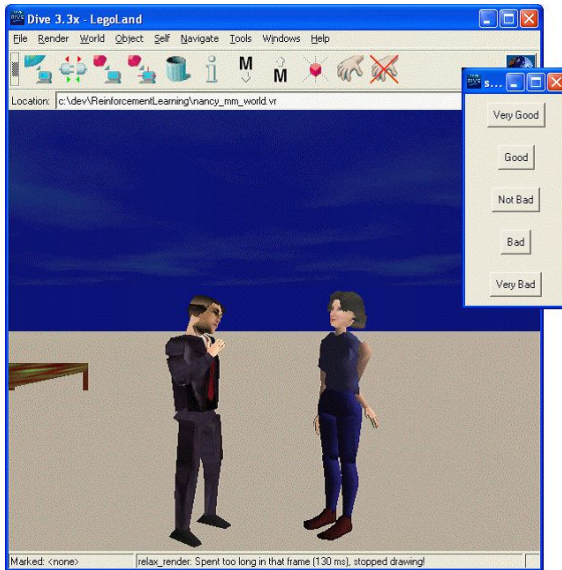 Dive 3.3x - LegoLand
File Render World Object Self Navigate Tools Windows Help
M M
Location: c:\dev\ReinforcementLearning\nancy_mm_world.vr
s...
Very Good
Good
Not Bad
Bad
Very Bad
Marked: <none> relax_render: Spent too long in that frame (130 ms), stopped drawing!